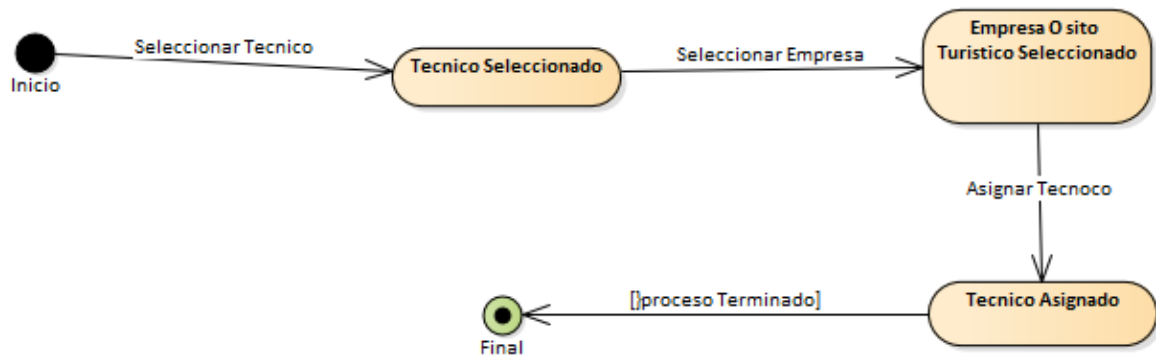 Inicio
Seleccionar Tecnico
Tecnico Seleccionado
Seleccionar Empresa
Empresa O sito
Turistico Seleccionado
Asignar Tecnoco
Tecnico Asignado
[}proceso Terminado]
Final